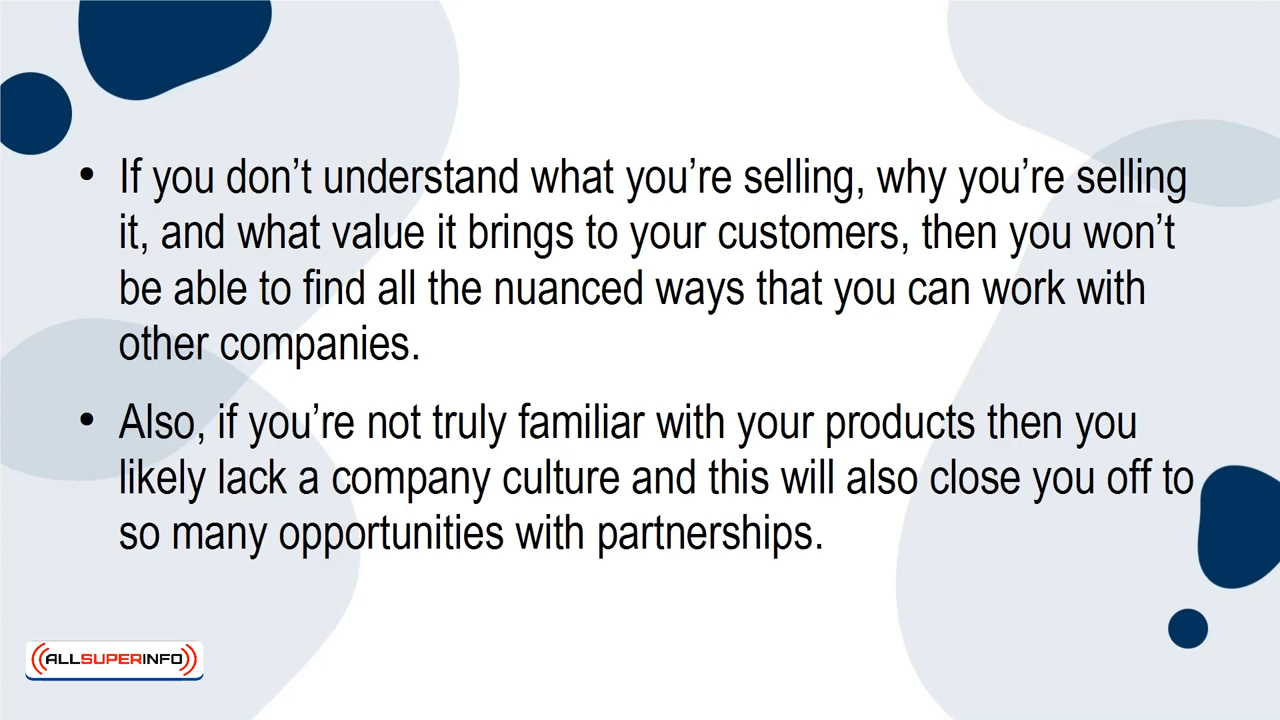 • If you don’t understand what you’re selling, why you’re selling
it, and what value it brings to your customers, then you won’t
be able to find all the nuanced ways that you can work with
other companies.
• Also, if you’re not truly familiar with your products then you
likely lack a company culture and this will also close you off to
so many opportunities with partnerships.
ALLSUPERINFO